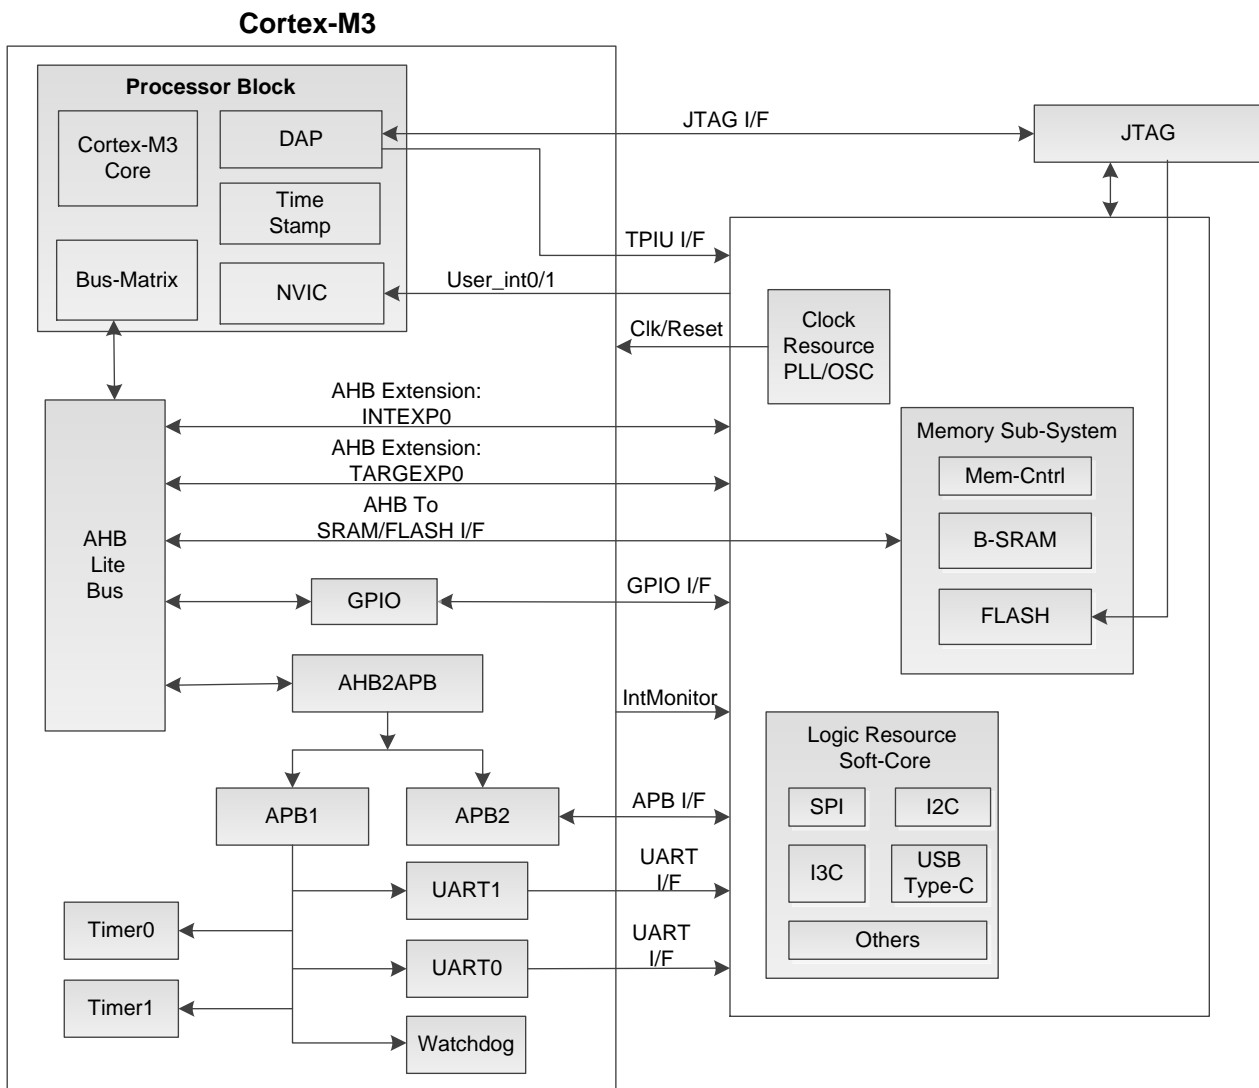 Cortex-M3
Processor Block
Cortex-M3
Core
DAP
Time
Stamp
Bus-Matrix
NVIC
JTAG I/F
JTAG
TPIU I/F
User_int0/1
Clk/Reset
Clock
Resource
PLL/OSC
AHB Extension:
INTEXP0
AHB Extension:
TARGEXP0
AHB To
SRAM/FLASH I/F
AHB
Lite
Bus
GPIO
GPIO I/F
Memory Sub-System
Mem-Cntrl
B-SRAM
FLASH
AHB2APB
IntMonitor
APB1
APB2
APB I/F
UART1
UART
I/F
UART0
UART
I/F
Timer0
Timer1
Watchdog
Logic Resource
Soft-Core
SPI
I2C
I3C
USB
Type-C
Others